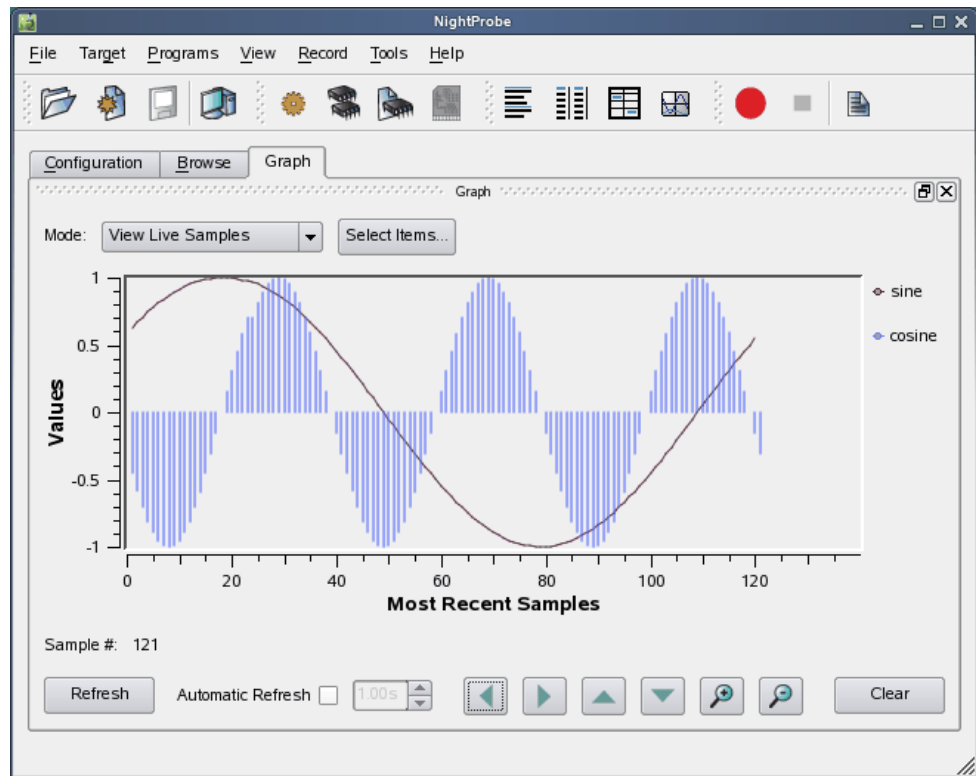 NightProbe
File Target Programs View Record Tools Help
Configuration Browse Graph
Graph
Mode: View Live Samples Select Items...
Values
1
0.5
0
-0.5
-1
sine
cosine
0 20 40 60 80 100 120
Most Recent Samples
Sample #: 121
Refresh Automatic Refresh 1.00s Clear